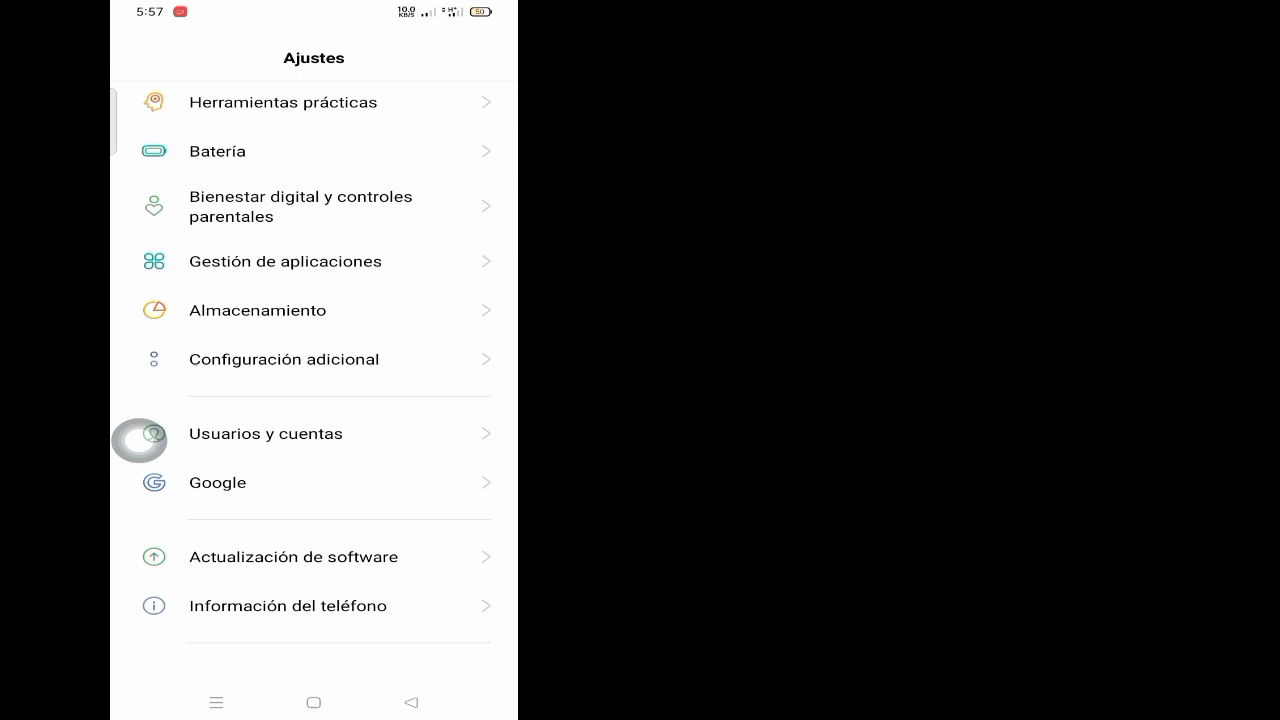 5:57
10.0
KB/S
H+
50
Ajustes
Herramientas prácticas
Batería
Bienestar digital y controles
parentales
Gestión de aplicaciones
Almacenamiento
Configuración adicional
Usuarios y cuentas
Google
Actualización de software
Información del teléfono